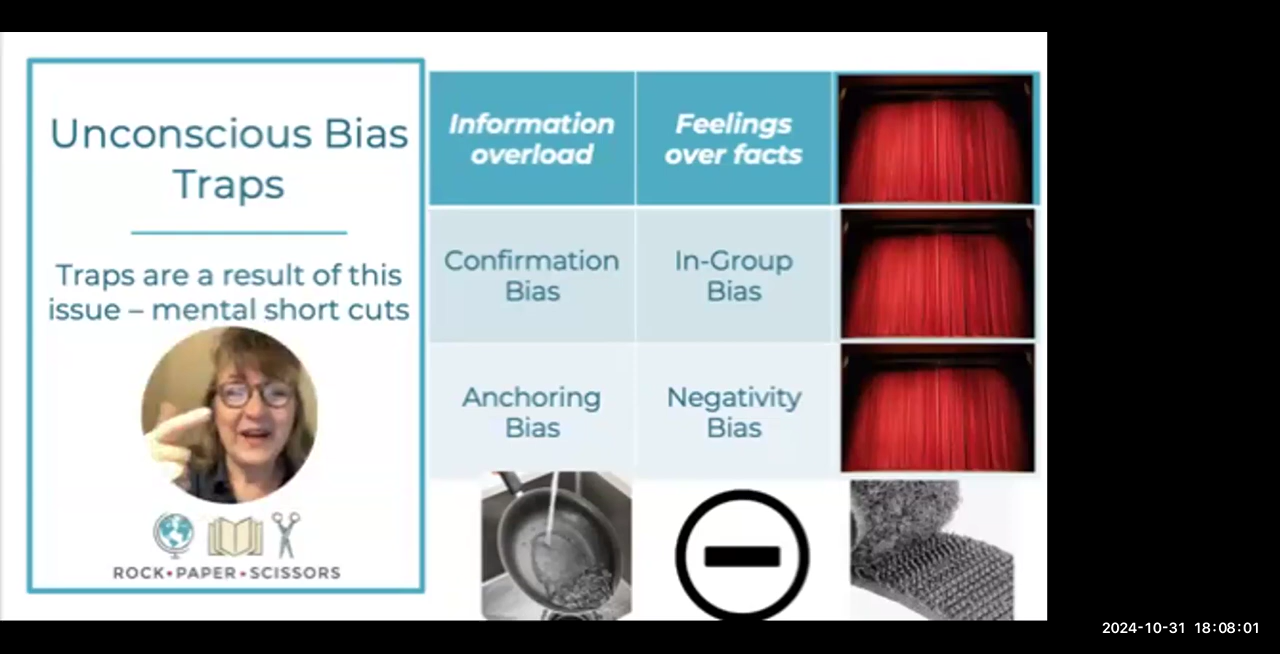 Unconscious Bias
Traps
Traps are a result of this
issue – mental short cuts
ROCK•PAPER•SCISSORS
Information
overload
Feelings
over facts
Confirmation
Bias
In-Group
Bias
Anchoring
Bias
Negativity
Bias
2024-10-31 18:08:01